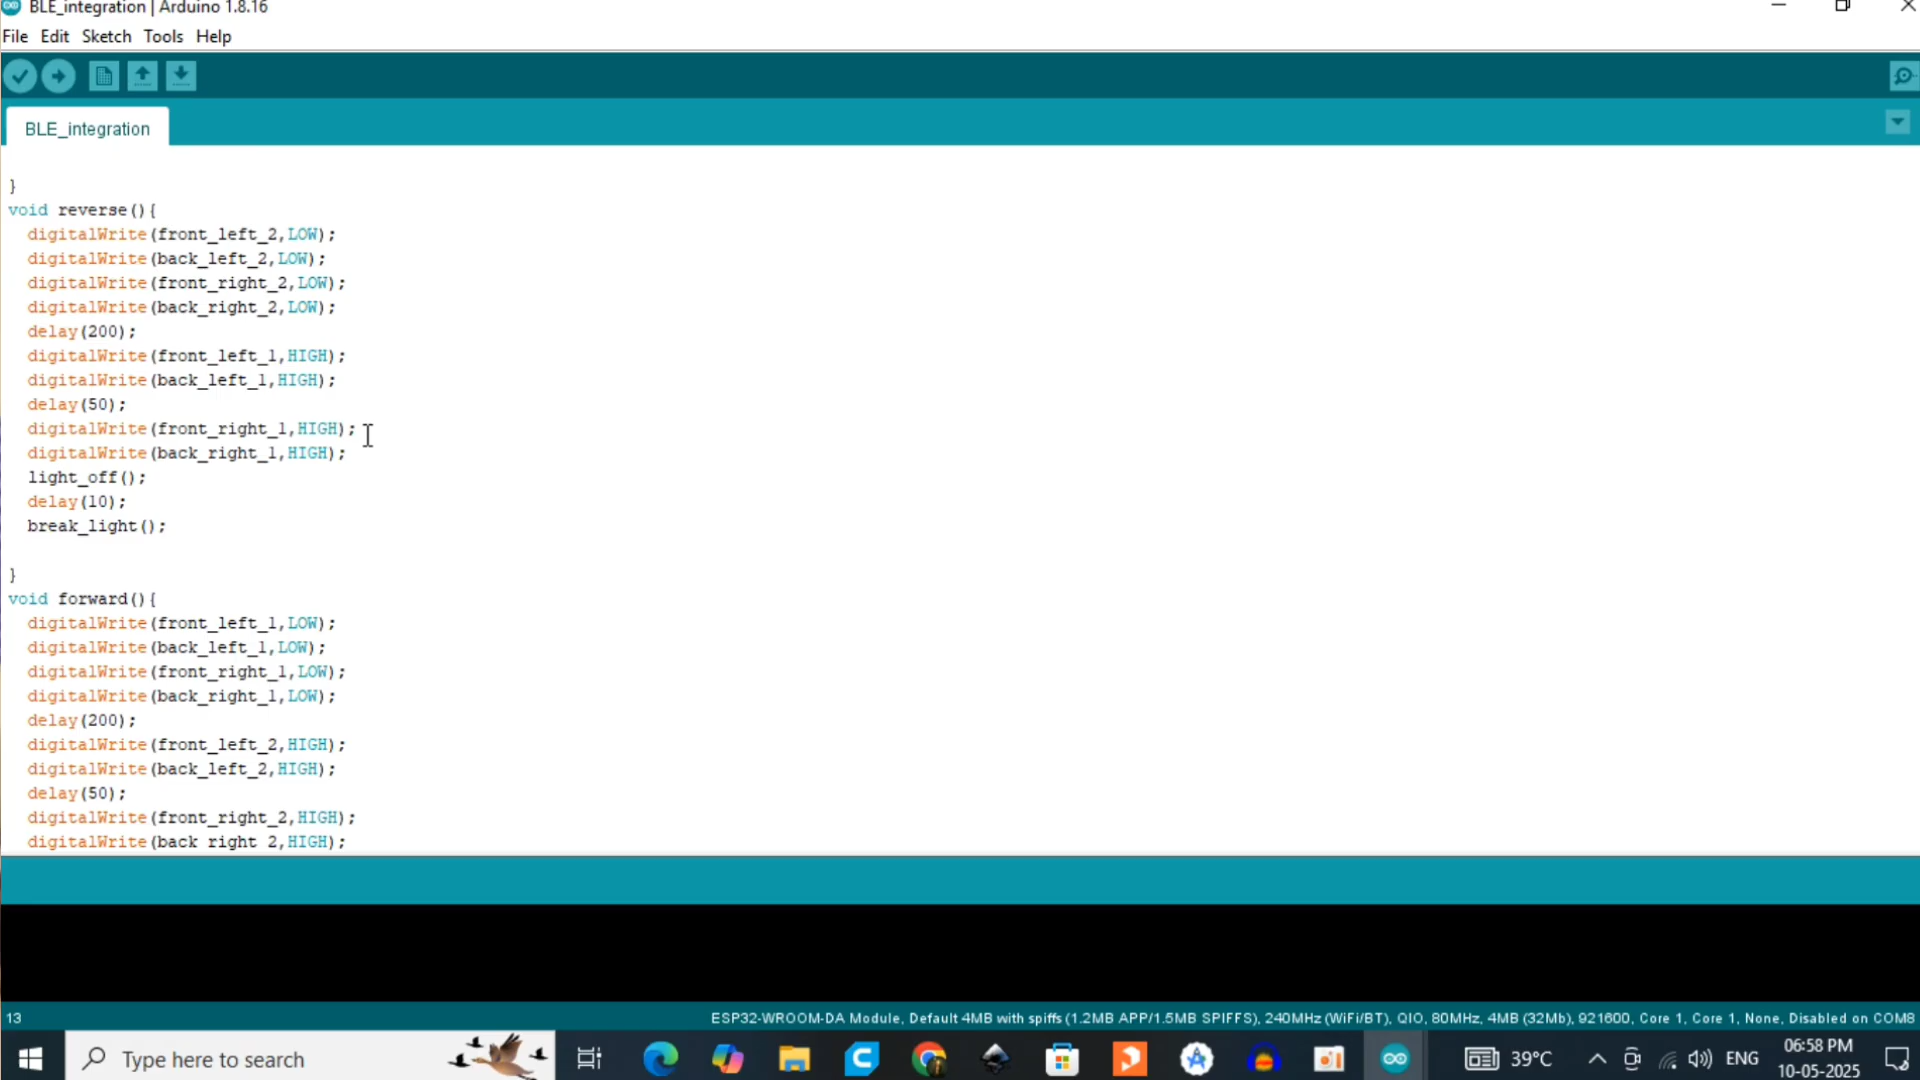 BLE_integration | Arduino 1.8.16
File Edit Sketch Tools Help
BLE_integration
}
void reverse(){
digitalWrite(front_left_2,LOW);
digitalWrite(back_left_2,LOW);
digitalWrite(front_right_2,LOW);
digitalWrite(back_right_2,LOW);
delay(200);
digitalWrite(front_left_1,HIGH);
digitalWrite(back_left_1,HIGH);
delay(50);
digitalWrite(front_right_1,HIGH);
digitalWrite(back_right_1,HIGH);
light_off();
delay(10);
break_light();
}
void forward(){
digitalWrite(front_left_1,LOW);
digitalWrite(back_left_1,LOW);
digitalWrite(front_right_1,LOW);
digitalWrite(back_right_1,LOW);
delay(200);
digitalWrite(front_left_2,HIGH);
digitalWrite(back_left_2,HIGH);
delay(50);
digitalWrite(front_right_2,HIGH);
digitalWrite(back right 2,HIGH);
13 ESP32-WROOM-DA Module, Default 4MB with spiffs (1.2MB APP/1.5MB SPIFFS), 240MHz (WiFi/BT), QIO, 80MHz, 4MB (32Mb), 921600, Core 1, Core 1, None, Disabled on COM8
Type here to search 39°C ENG 06:58 PM
10-05-2025